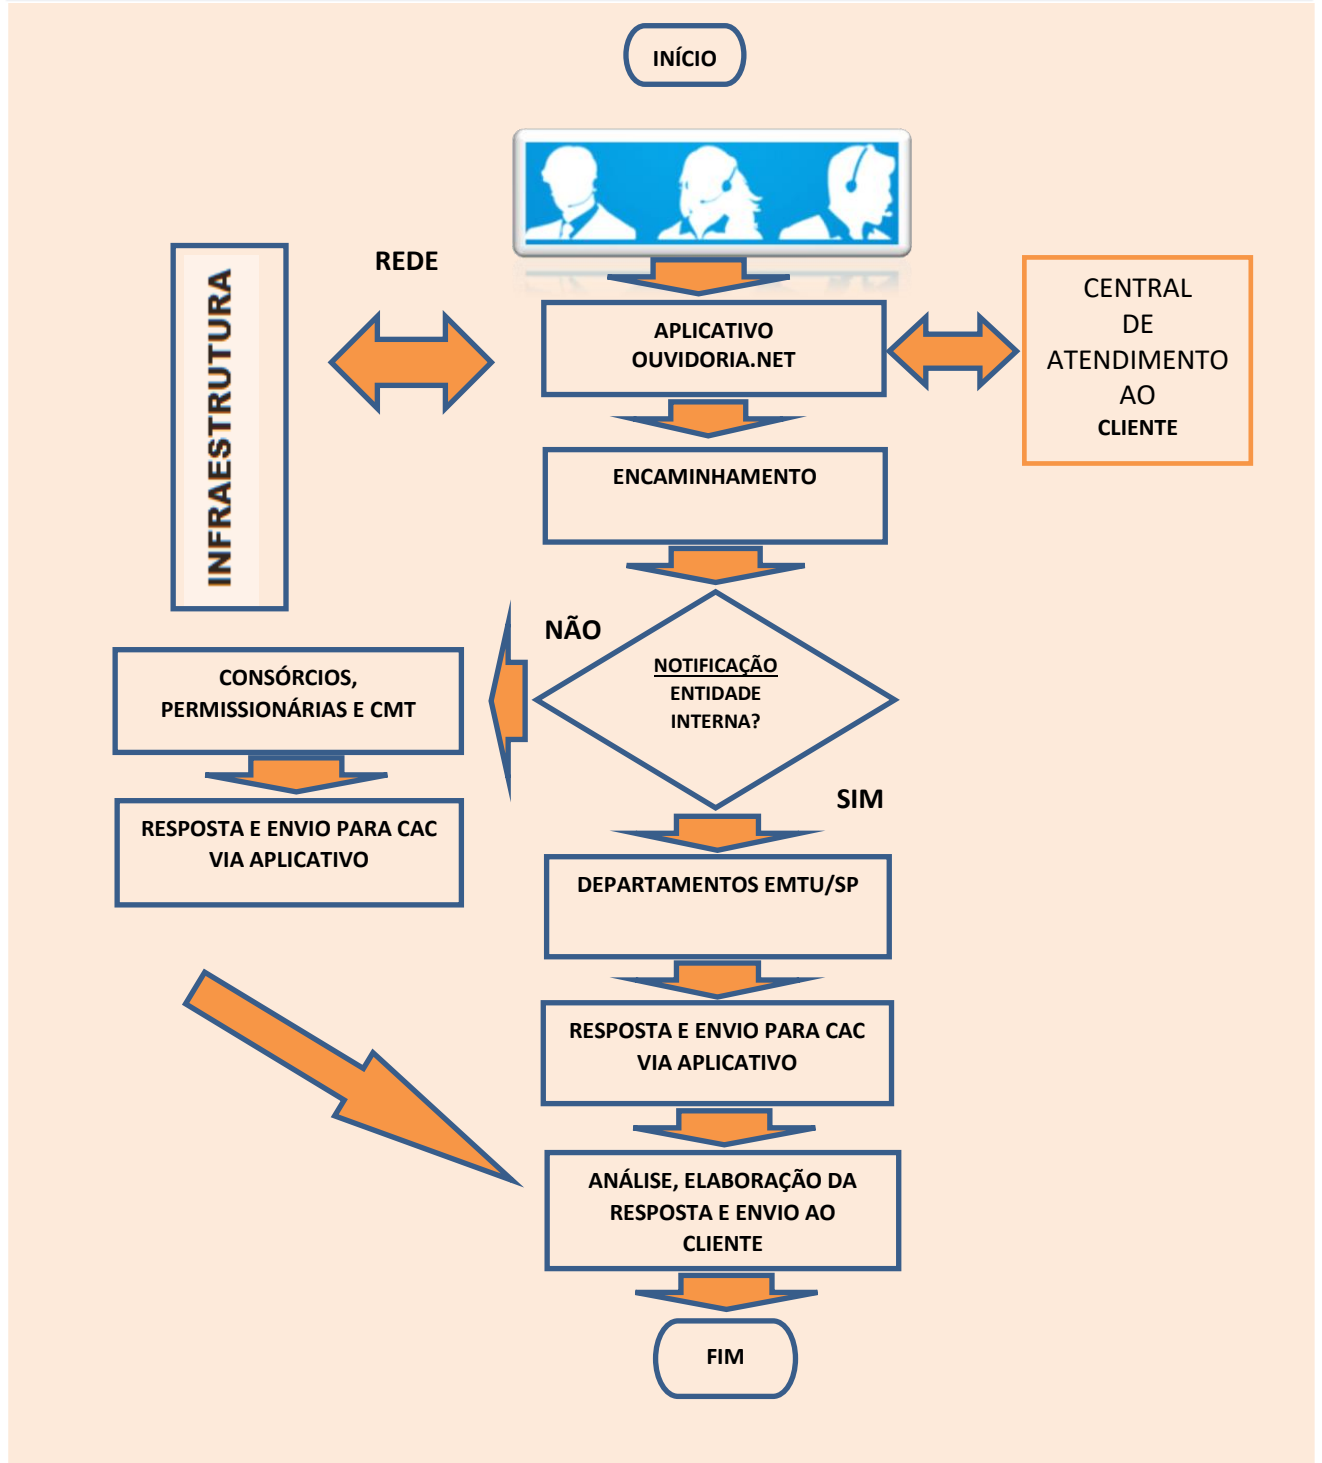 INÍCIO
REDE
INFRAESTRUTURA
APLICATIVO
OUVIDORIA.NET
CENTRAL
DE
ATENDIMENTO
AO
CLIENTE
ENCAMINHAMENTO
NÃO
NOTIFICAÇÃO
ENTIDADE
INTERNA?
CONSÓRCIOS,
PERMISSIONÁRIAS E CMT
SIM
RESPOSTA E ENVIO PARA CAC
VIA APLICATIVO
DEPARTAMENTOS EMTU/SP
RESPOSTA E ENVIO PARA CAC
VIA APLICATIVO
ANÁLISE, ELABORAÇÃO DA
RESPOSTA E ENVIO AO
CLIENTE
FIM